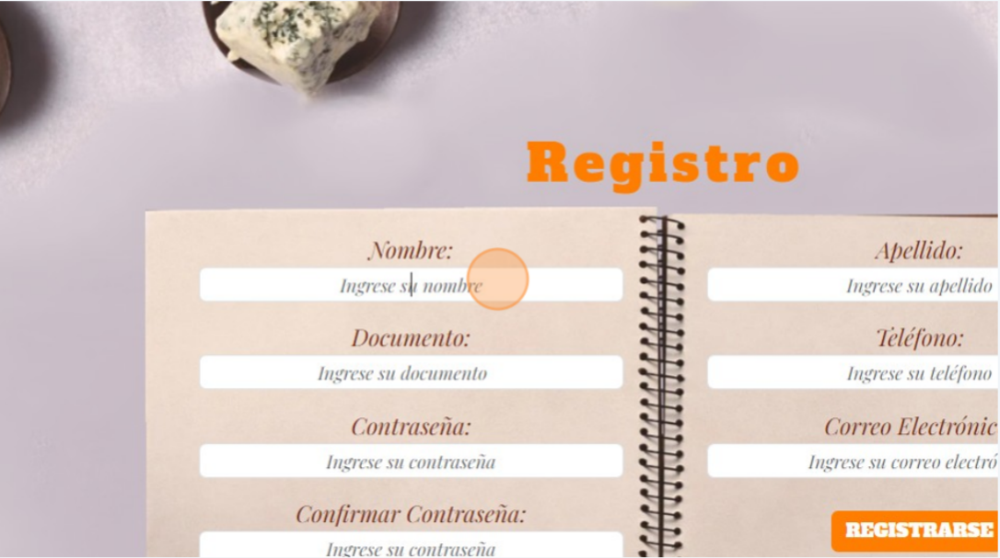 Registro
Nombre:
Ingrese su nombre
Documento:
Ingrese su documento
Contraseña:
Ingrese su contraseña
Confirmar Contraseña:
Ingrese su contraseña
Apellido:
Ingrese su apellido
Teléfono:
Ingrese su teléfono
Correo Electrónic
Ingrese su correo electró
REGISTRARSE